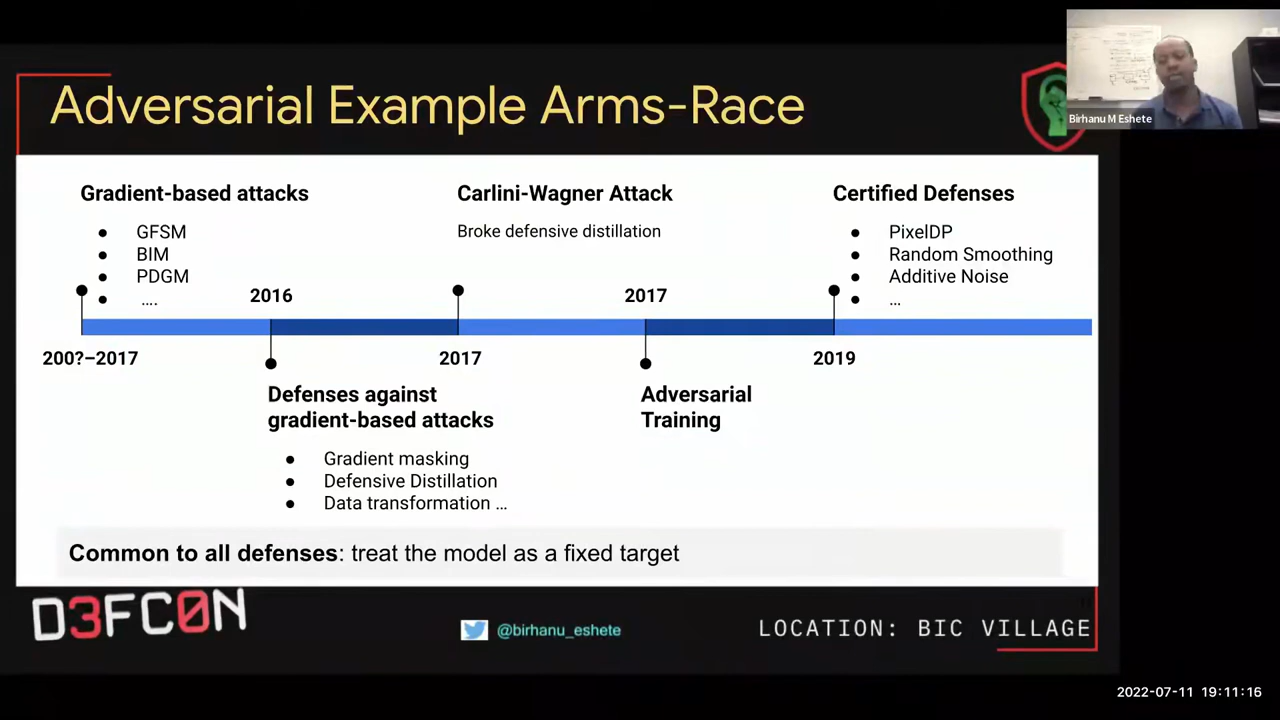 Adversarial Example Arms-Race
Birhanu M Eshete
Gradient-based attacks
GFSM
BIM
PDGM
....
200?–2017
2016
Defenses against
gradient-based attacks
Gradient masking
Defensive Distillation
Data transformation ...
Carlini-Wagner Attack
Broke defensive distillation
2017
2017
Adversarial
Training
Certified Defenses
PixelDP
Random Smoothing
Additive Noise
...
2019
Common to all defenses: treat the model as a fixed target
D3FC0N
@birhanu_eshete
LOCATION: BIC VILLAGE
2022-07-11 19:11:16